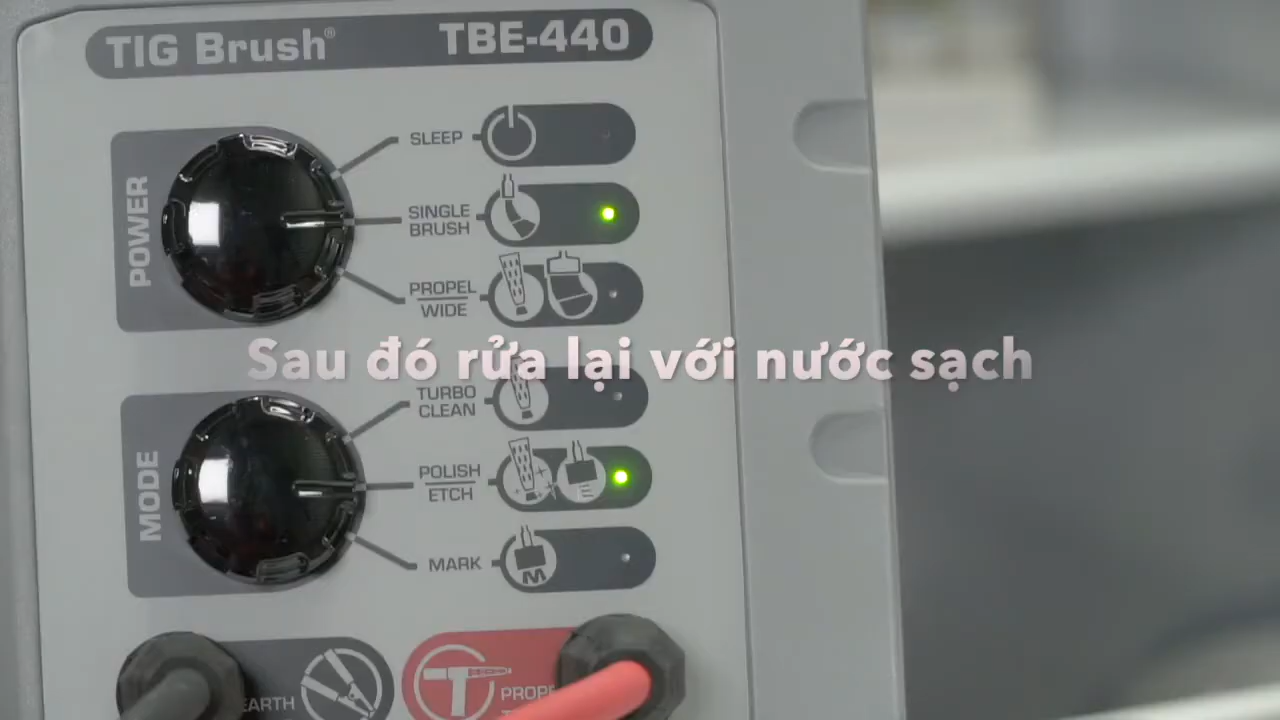 TIG Brush® TBE-440
POWER
SLEEP
SINGLE
BRUSH
PROPEL
WIDE
Sau đó rửa lại với nước sạch
MODE
TURBO
CLEAN
POLISH
ETCH
MARK
M
EARTH
T